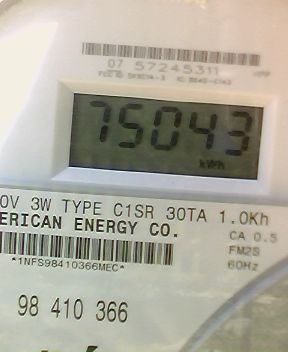 07 57245311
75043
kWh
0V 3W TYPE C1SR 30TA 1.0Kh
ERICAN ENERGY CO.
CA 0.5
FM2S
*1NFS98410366MEC*
60Hz
98 410 366